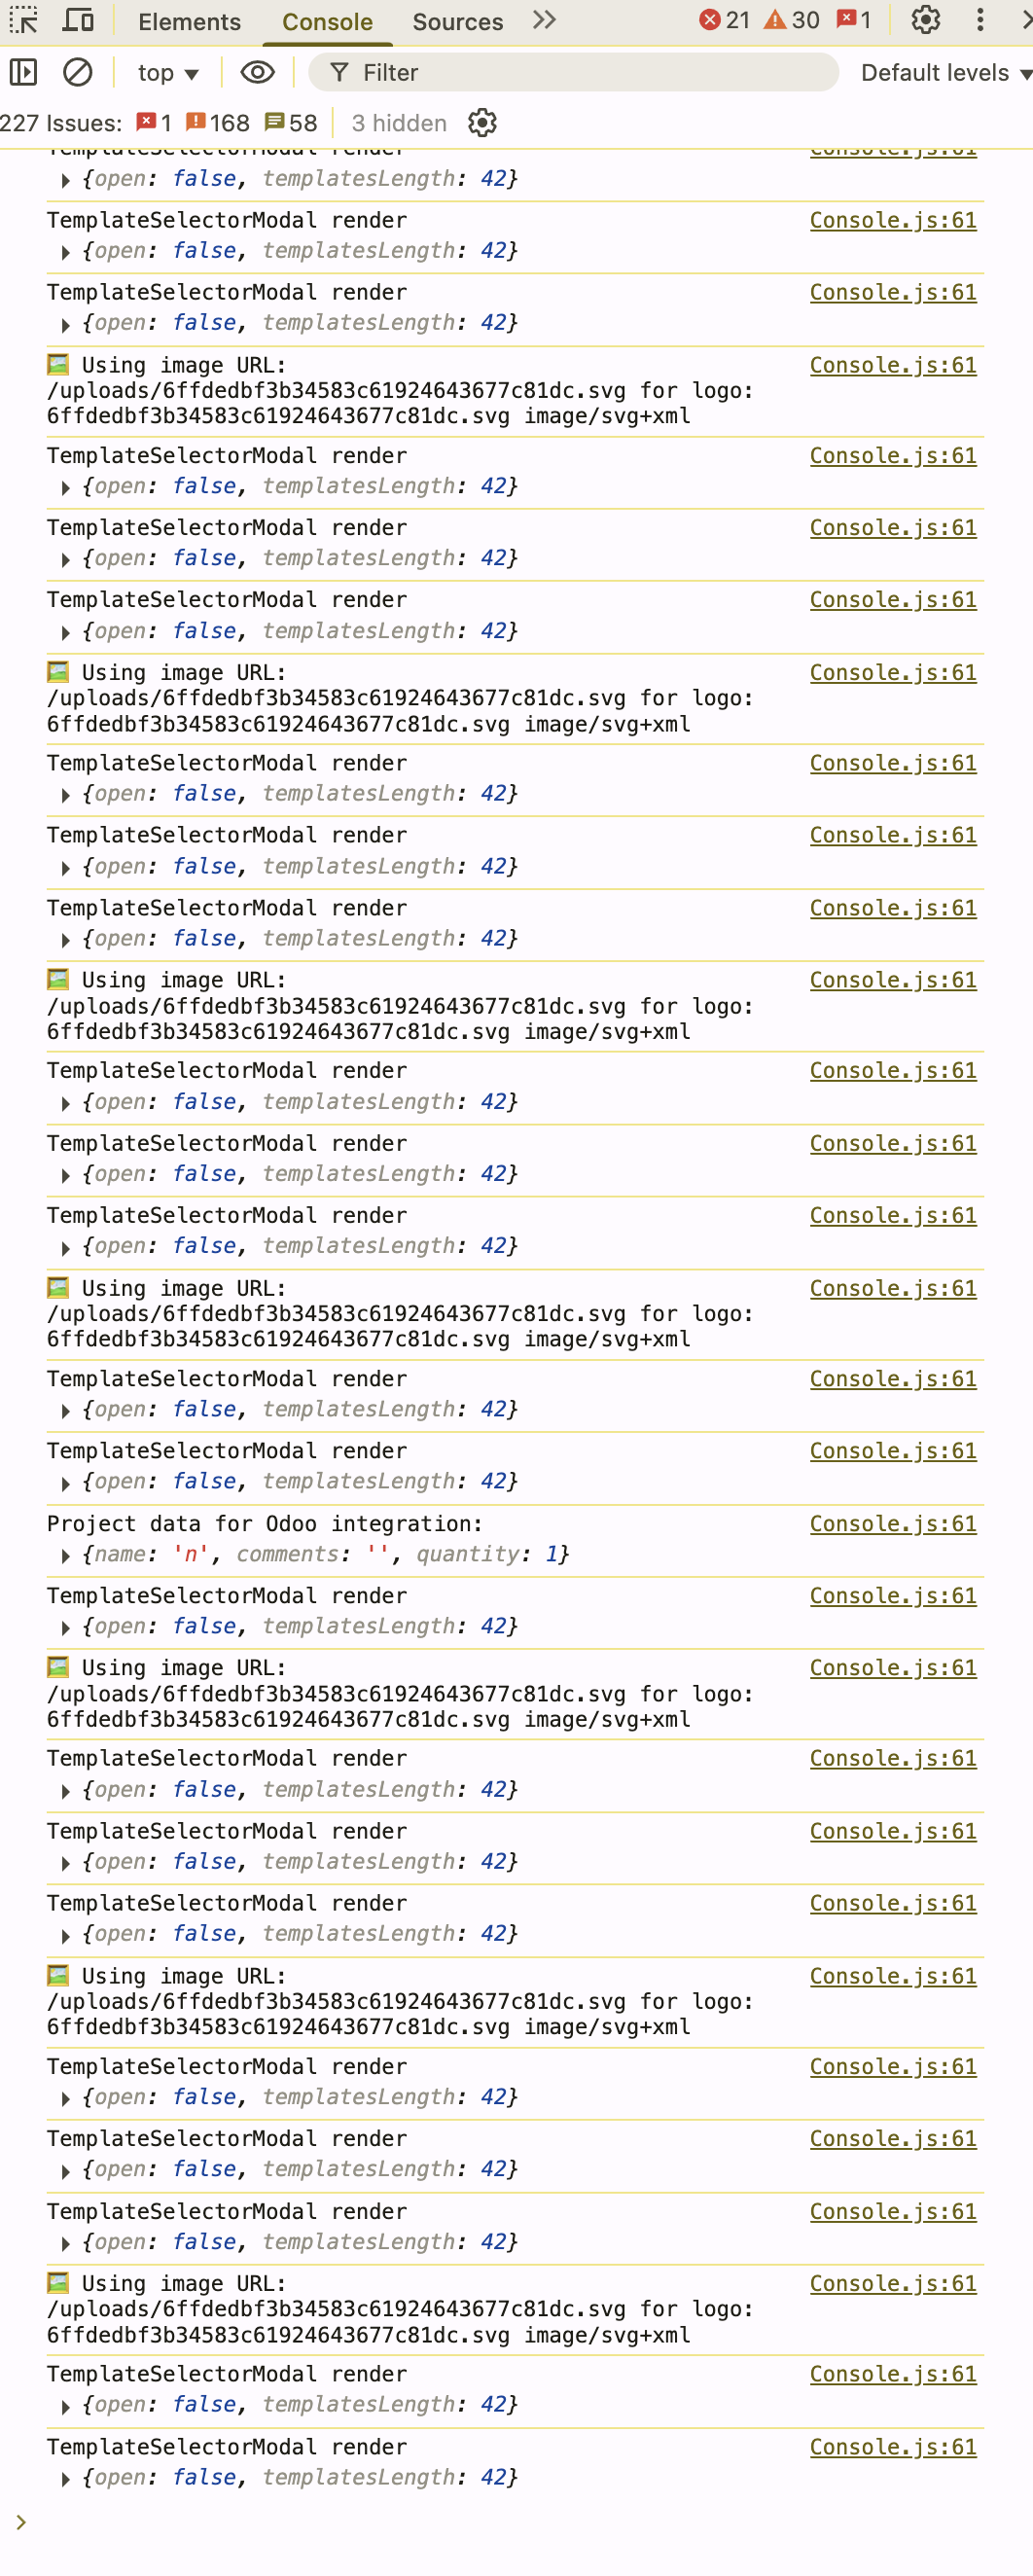 Elements Console Sources 21 30 1
top Filter Default levels
227 Issues: 1 168 58 3 hidden
TemplateSelectorModal render Console.js:61
{open: false, templatesLength: 42}
TemplateSelectorModal render Console.js:61
{open: false, templatesLength: 42}
TemplateSelectorModal render Console.js:61
{open: false, templatesLength: 42}
🖼️ Using image URL: Console.js:61
/uploads/6ffdedbf3b34583c61924643677c81dc.svg for logo:
6ffdedbf3b34583c61924643677c81dc.svg image/svg+xml
TemplateSelectorModal render Console.js:61
{open: false, templatesLength: 42}
TemplateSelectorModal render Console.js:61
{open: false, templatesLength: 42}
TemplateSelectorModal render Console.js:61
{open: false, templatesLength: 42}
🖼️ Using image URL: Console.js:61
/uploads/6ffdedbf3b34583c61924643677c81dc.svg for logo:
6ffdedbf3b34583c61924643677c81dc.svg image/svg+xml
TemplateSelectorModal render Console.js:61
{open: false, templatesLength: 42}
TemplateSelectorModal render Console.js:61
{open: false, templatesLength: 42}
TemplateSelectorModal render Console.js:61
{open: false, templatesLength: 42}
🖼️ Using image URL: Console.js:61
/uploads/6ffdedbf3b34583c61924643677c81dc.svg for logo:
6ffdedbf3b34583c61924643677c81dc.svg image/svg+xml
TemplateSelectorModal render Console.js:61
{open: false, templatesLength: 42}
TemplateSelectorModal render Console.js:61
{open: false, templatesLength: 42}
TemplateSelectorModal render Console.js:61
{open: false, templatesLength: 42}
🖼️ Using image URL: Console.js:61
/uploads/6ffdedbf3b34583c61924643677c81dc.svg for logo:
6ffdedbf3b34583c61924643677c81dc.svg image/svg+xml
TemplateSelectorModal render Console.js:61
{open: false, templatesLength: 42}
TemplateSelectorModal render Console.js:61
{open: false, templatesLength: 42}
Project data for Odoo integration: Console.js:61
{name: 'n', comments: '', quantity: 1}
TemplateSelectorModal render Console.js:61
{open: false, templatesLength: 42}
🖼️ Using image URL: Console.js:61
/uploads/6ffdedbf3b34583c61924643677c81dc.svg for logo:
6ffdedbf3b34583c61924643677c81dc.svg image/svg+xml
TemplateSelectorModal render Console.js:61
{open: false, templatesLength: 42}
TemplateSelectorModal render Console.js:61
{open: false, templatesLength: 42}
TemplateSelectorModal render Console.js:61
{open: false, templatesLength: 42}
🖼️ Using image URL: Console.js:61
/uploads/6ffdedbf3b34583c61924643677c81dc.svg for logo:
6ffdedbf3b34583c61924643677c81dc.svg image/svg+xml
TemplateSelectorModal render Console.js:61
{open: false, templatesLength: 42}
TemplateSelectorModal render Console.js:61
{open: false, templatesLength: 42}
TemplateSelectorModal render Console.js:61
{open: false, templatesLength: 42}
🖼️ Using image URL: Console.js:61
/uploads/6ffdedbf3b34583c61924643677c81dc.svg for logo:
6ffdedbf3b34583c61924643677c81dc.svg image/svg+xml
TemplateSelectorModal render Console.js:61
{open: false, templatesLength: 42}
TemplateSelectorModal render Console.js:61
{open: false, templatesLength: 42}